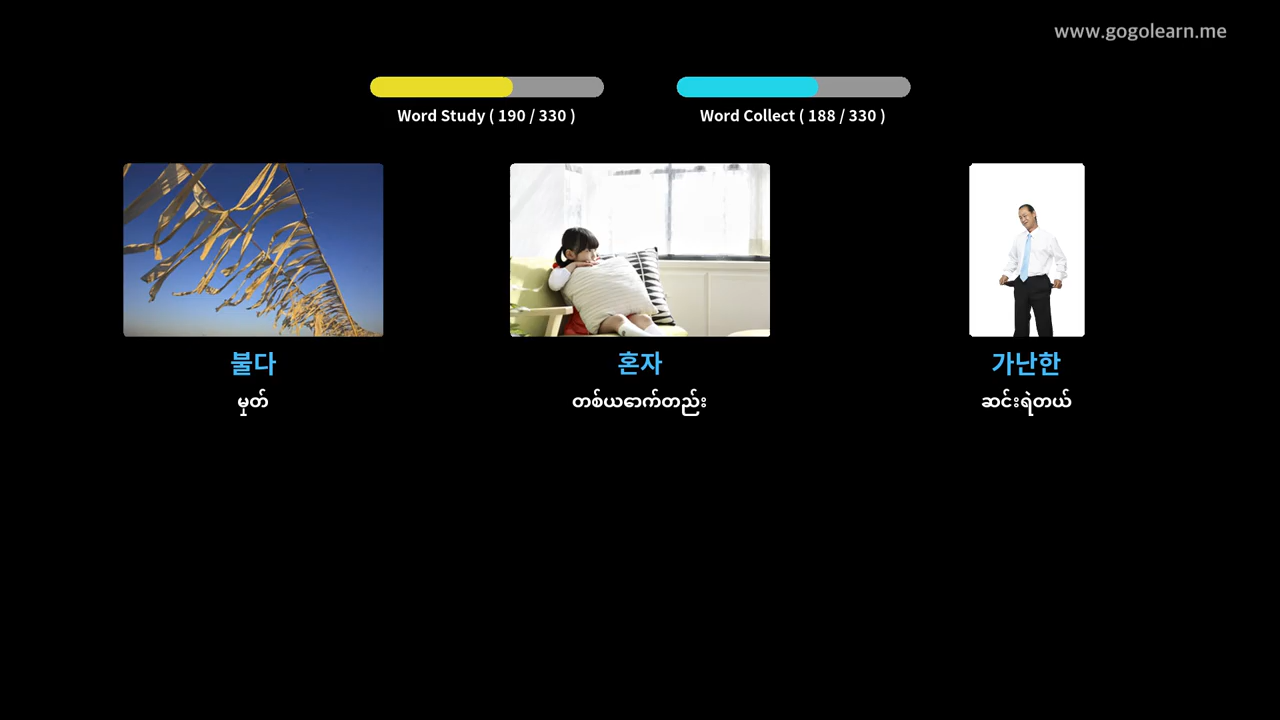 www.gogolearn.me
Word Study ( 190 / 330 )
Word Collect ( 188 / 330 )
불다
혼자
가난한
မှုတ်
တစ်ယောက်တည်း
ဆင်းရဲတယ်